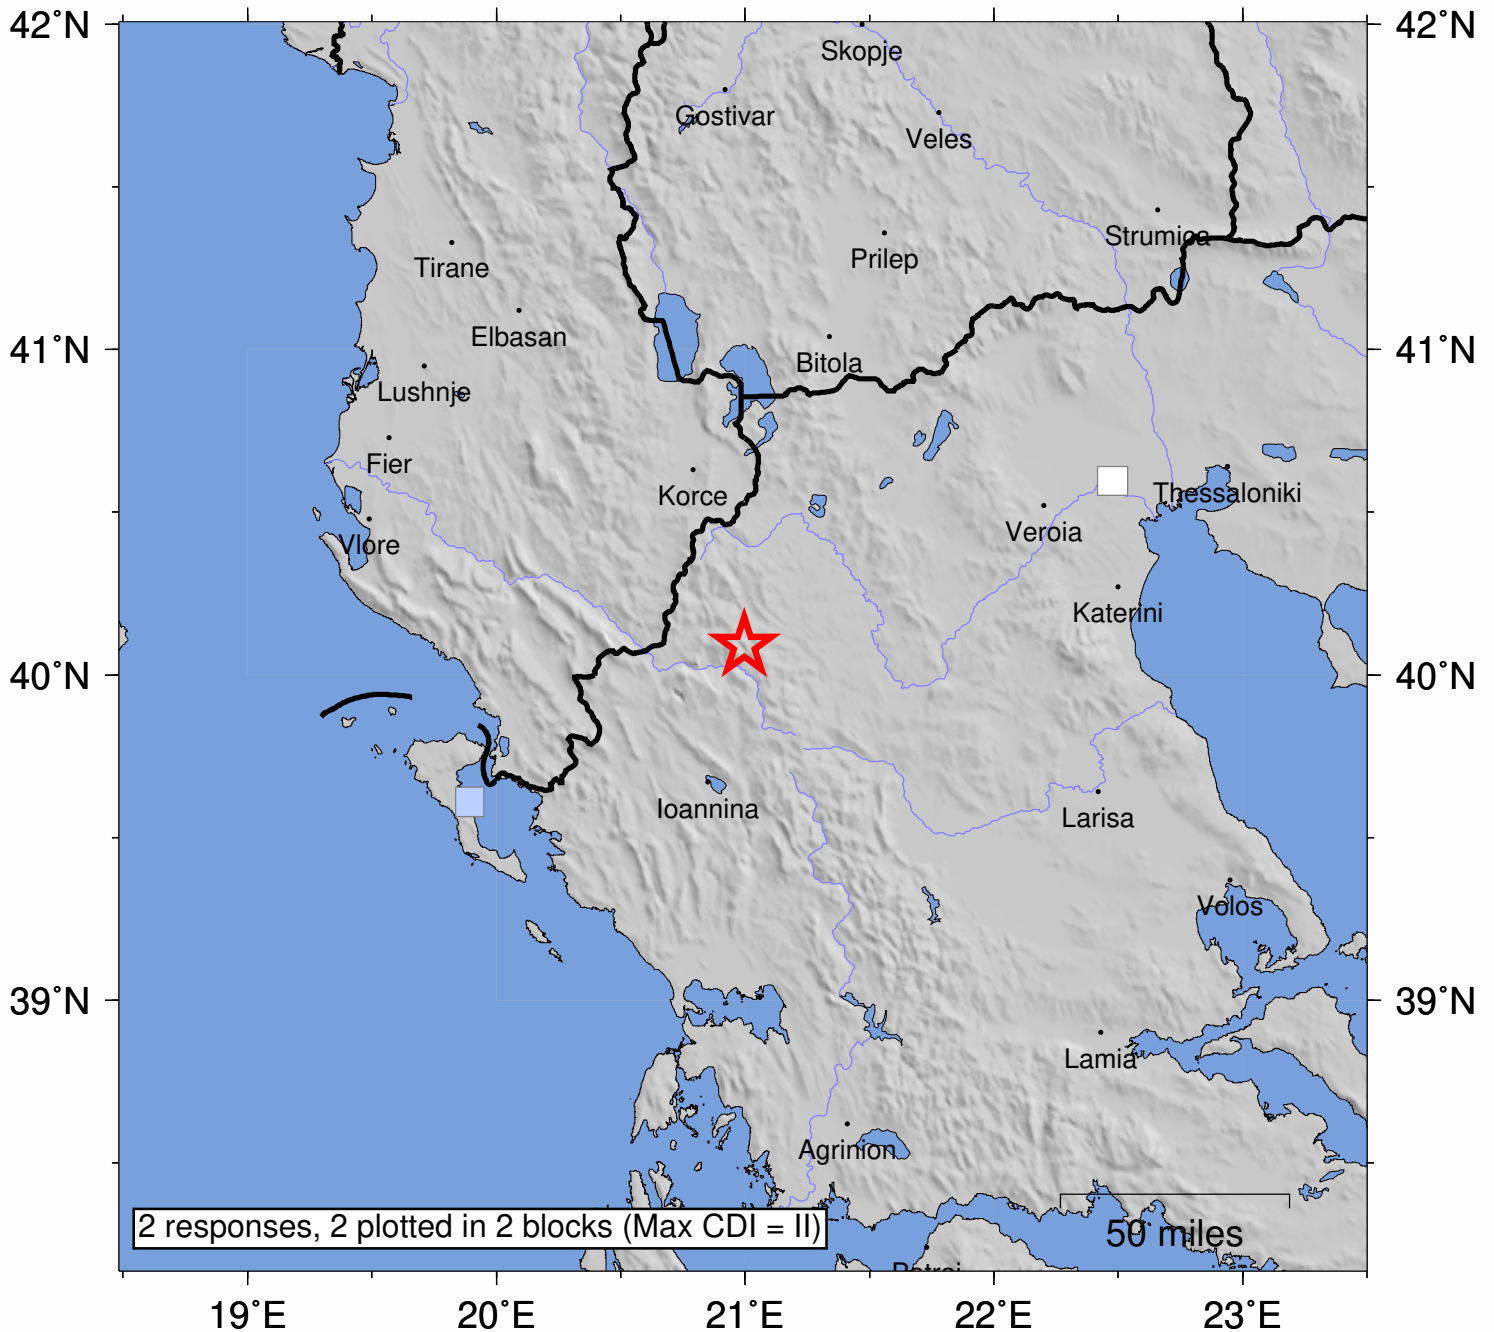 42˚N
42˚N
Skopje
Gostivar
Veles
Strumica
Prilep
Tirane
Elbasan
41˚N
41˚N
Bitola
Lushnje
Fier
Korce
Thessaloniki
Veroia
Vlore
Katerini
40˚N
40˚N
Ioannina
Larisa
Volos
39˚N
39˚N
Lamia
Agrinion
2 responses, 2 plotted in 2 blocks (Max CDI = II)
50 miles
19˚E
20˚E
21˚E
22˚E
23˚E